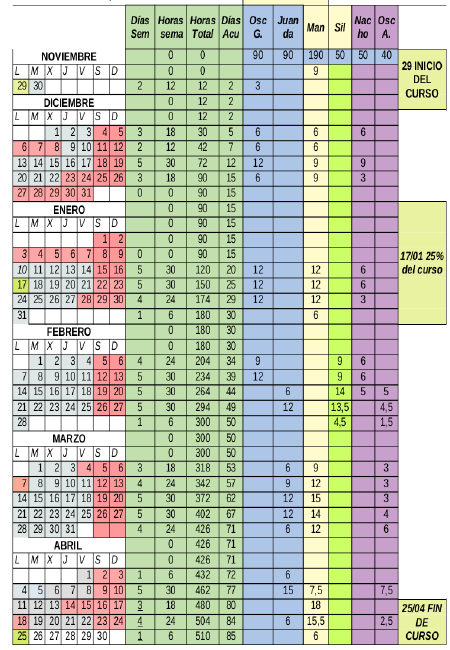 Días Sem Horas sema Horas Total Días Acu Osc G. Juan da Man Sil Nac ho Osc A.
NOVIEMBRE 0 0 90 90 190 50 50 40
L M X J V S D 0 0 9
29 30 2 12 12 2 3
29 INICIO
DEL
CURSO
DICIEMBRE 0 12 2
L M X J V S D 0 12 2
1 2 3 4 5 3 18 30 5 6 6 6
6 7 8 9 10 11 12 2 12 42 7 6 6
13 14 15 16 17 18 19 5 30 72 12 12 9 9
20 21 22 23 24 25 26 3 18 90 15 6 9 3
27 28 29 30 31 0 0 90 15
ENERO 0 90 15
L M X J V S D 0 90 15
1 2 0 90 15
3 4 5 6 7 8 9 0 0 90 15
10 11 12 13 14 15 16 5 30 120 20 12 12 6
17 18 19 20 21 22 23 5 30 150 25 12 12 6
24 25 26 27 28 29 30 4 24 174 29 12 12 3
31 1 6 180 30 6
17/01 25%
del curso
FEBRERO 0 180 30
L M X J V S D 0 180 30
1 2 3 4 5 6 4 24 204 34 9 9 6
7 8 9 10 11 12 13 5 30 234 39 12 9 6
14 15 16 17 18 19 20 5 30 264 44 6 14 5 5
21 22 23 24 25 26 27 5 30 294 49 12 13,5 4,5
28 1 6 300 50 4,5 1,5
MARZO 0 300 50
L M X J V S D 0 300 50
1 2 3 4 5 6 3 18 318 53 6 9 3
7 8 9 10 11 12 13 4 24 342 57 9 12 3
14 15 16 17 18 19 20 5 30 372 62 12 15 3
21 22 23 24 25 26 27 5 30 402 67 12 14 4
28 29 30 31 4 24 426 71 6 12 6
ABRIL 0 426 71
L M X J V S D 0 426 71
1 2 3 1 6 432 72 6
4 5 6 7 8 9 10 5 30 462 77 15 7,5 7,5
11 12 13 14 15 16 17 3 18 480 80 18
18 19 20 21 22 23 24 4 24 504 84 15,5 2,5
25 26 27 28 29 30 1 6 510 85 6
25/04 FIN
DE
CURSO